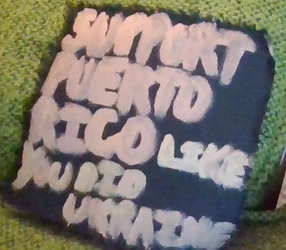 SUPPORT
PUERTO
RICO LIKE
YOU DID
UKRAINE